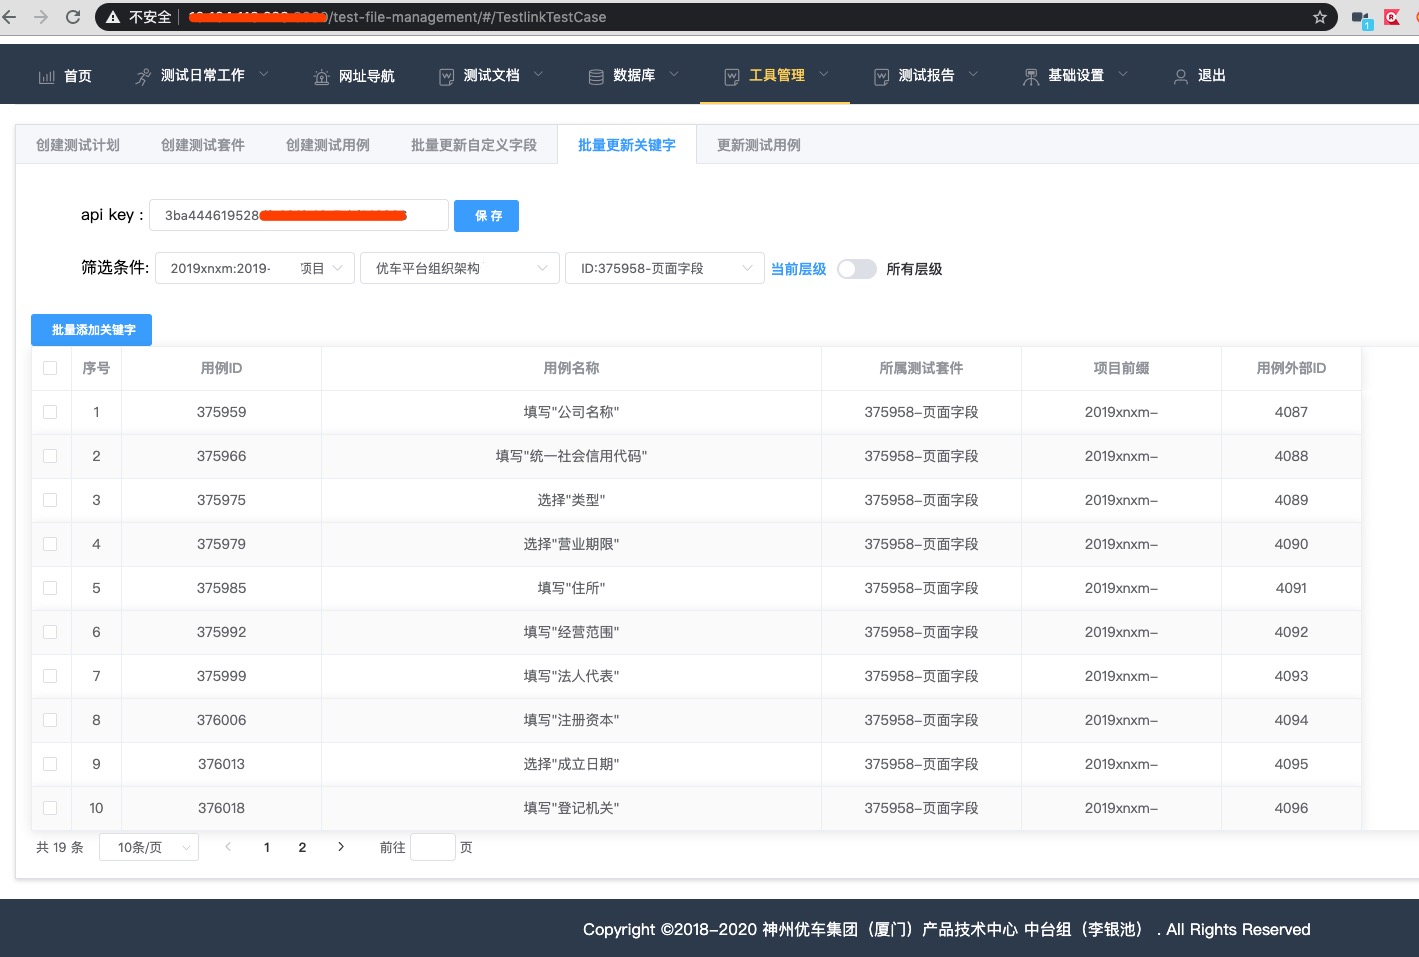 不安全 /test-file-management/#/TestlinkTestCase
首页 测试日常工作 网址导航 测试文档 数据库 工具管理 测试报告 基础设置 退出
创建测试计划 创建测试套件 创建测试用例 批量更新自定义字段 批量更新关键字 更新测试用例
api key : 3ba444619528 保 存
筛选条件: 2019xnxm:2019- 项目 优车平台组织架构 ID:375958-页面字段 当前层级 所有层级
批量添加关键字
序号 用例ID 用例名称 所属测试套件 项目前缀 用例外部ID
1 375959 填写"公司名称" 375958-页面字段 2019xnxm- 4087
2 375966 填写"统一社会信用代码" 375958-页面字段 2019xnxm- 4088
3 375975 选择"类型" 375958-页面字段 2019xnxm- 4089
4 375979 选择"营业期限" 375958-页面字段 2019xnxm- 4090
5 375985 填写"住所" 375958-页面字段 2019xnxm- 4091
6 375992 填写"经营范围" 375958-页面字段 2019xnxm- 4092
7 375999 填写"法人代表" 375958-页面字段 2019xnxm- 4093
8 376006 填写"注册资本" 375958-页面字段 2019xnxm- 4094
9 376013 选择"成立日期" 375958-页面字段 2019xnxm- 4095
10 376018 填写"登记机关" 375958-页面字段 2019xnxm- 4096
共 19 条 10条/页 1 2 前往 页
Copyright ©2018-2020 神州优车集团（厦门）产品技术中心 中台组（李银池） . All Rights Reserved